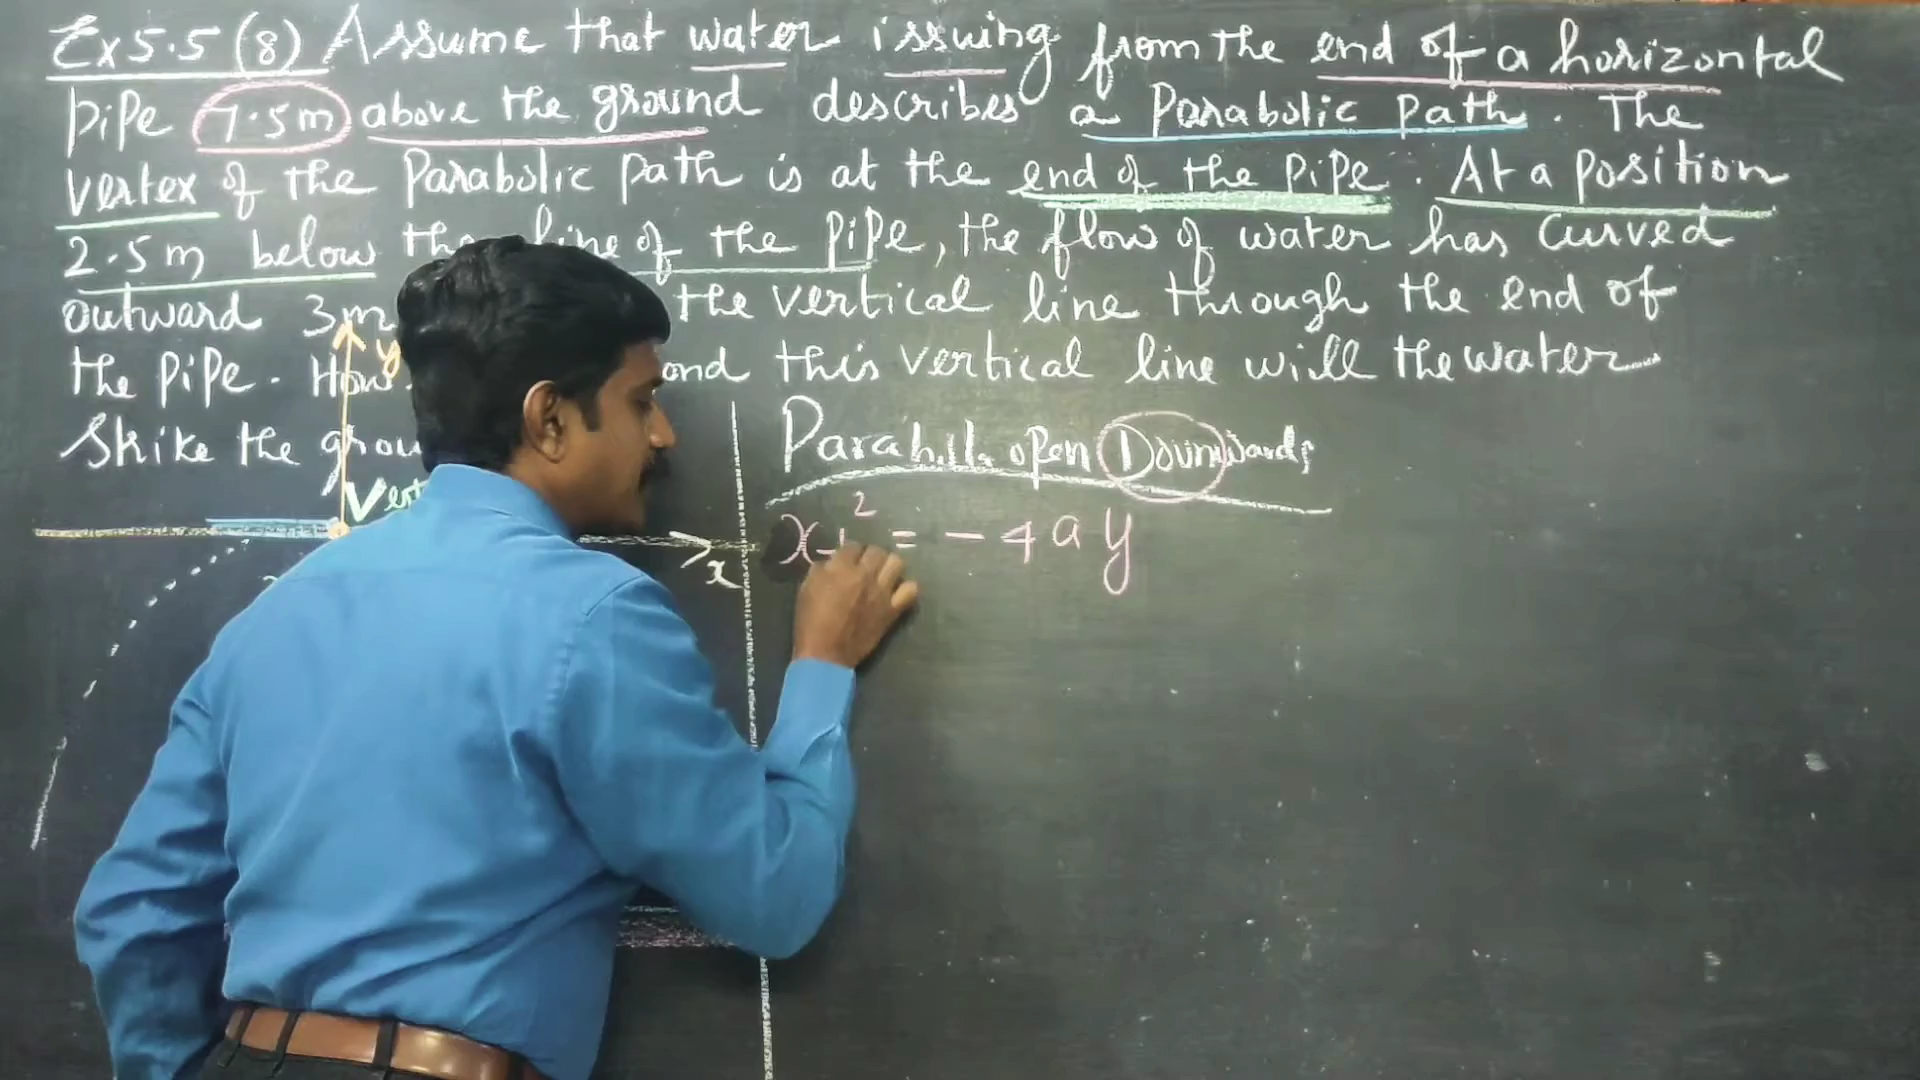 Ex 5.5 (8) Assume that water issuing from the end of a horizontal
pipe 7.5m above the ground describes a Parabolic path. The
vertex of the Parabolic path is at the end of the pipe. At a position
2.5m below the line of the pipe, the flow of water has curved
outward 3m the vertical line through the end of
the pipe. How this vertical line will the water....
Strike the
y
Parabola open Downwards
x² = -4ay
x